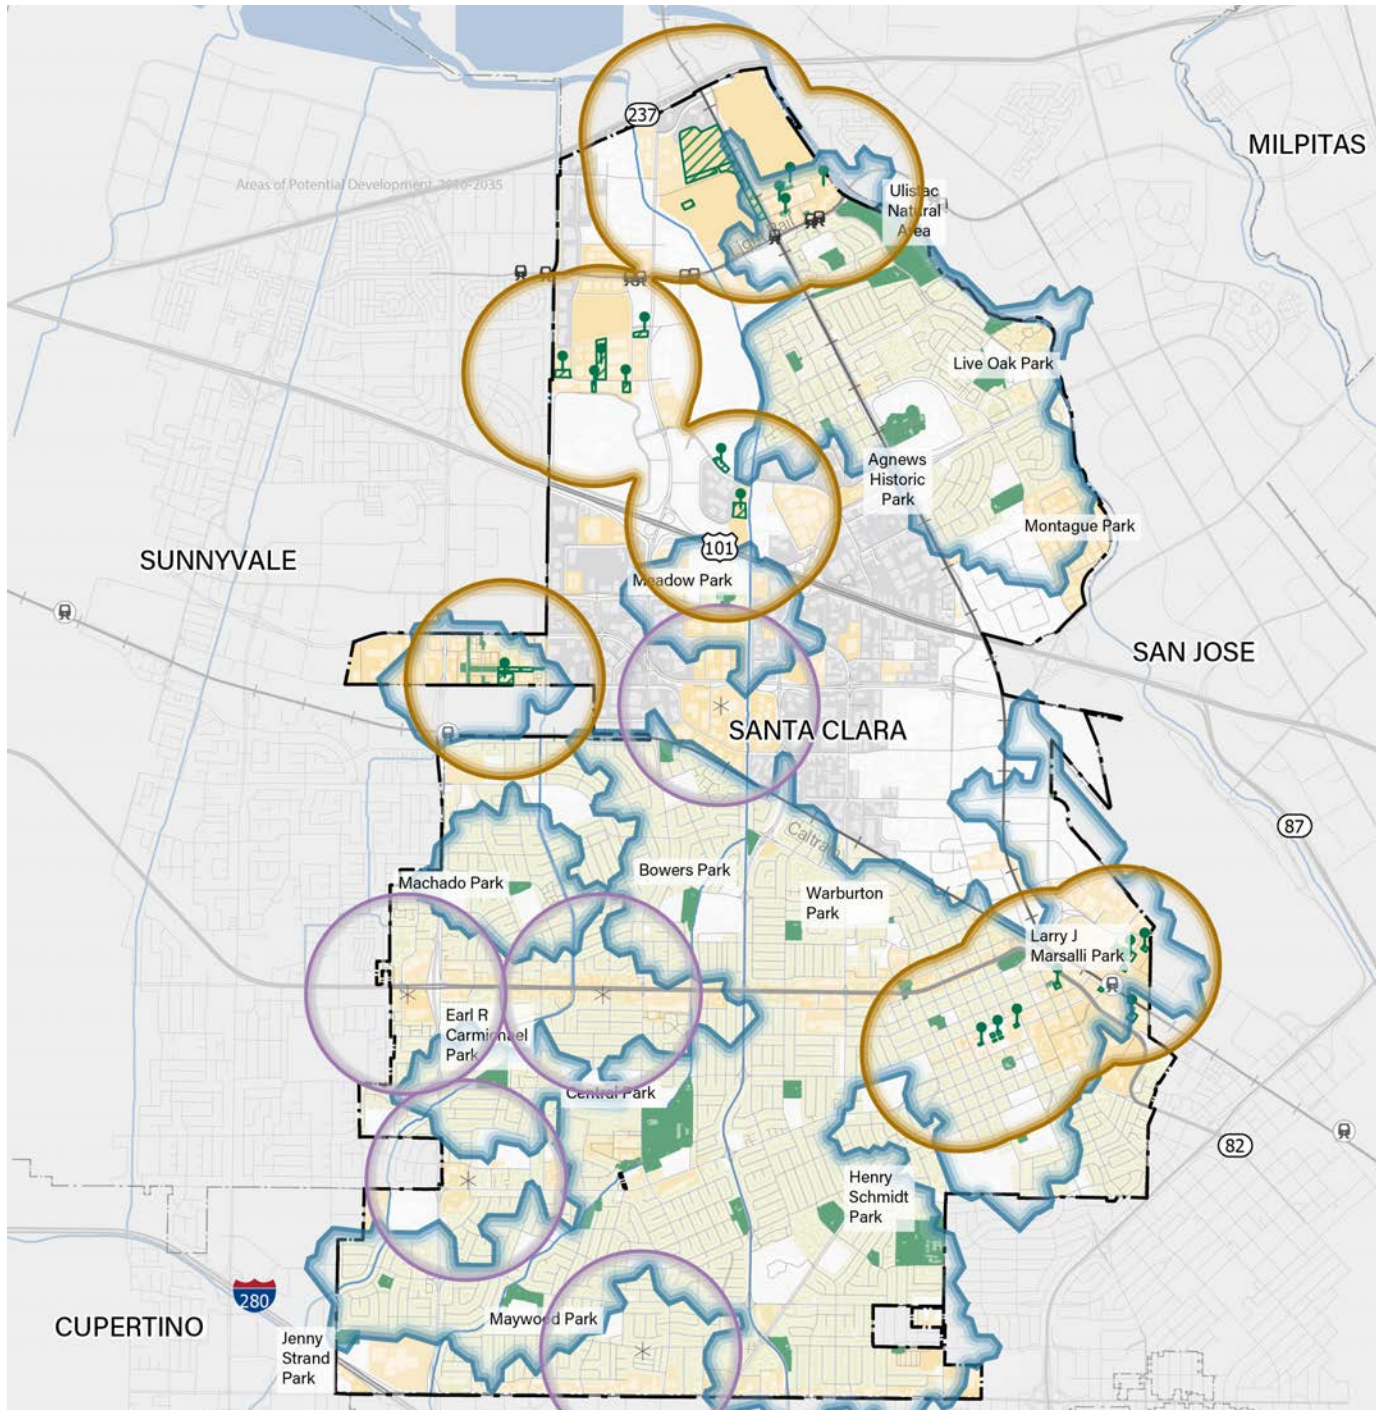 237
MILPITAS
Areas of Potential Development 2010-2035
Ulistac
Natural
Area
Light Rail
Live Oak Park
Agnews
Historic
Park
Montague Park
SUNNYVALE
101
Meadow Park
SAN JOSE
SANTA CLARA
87
Caltrain
Bowers Park
Machado Park
Warburton
Park
Larry J
Marsalli Park
Earl R
Carmichael
Park
Central Park
82
Henry
Schmidt
Park
280
CUPERTINO
Maywood Park
Jenny
Strand
Park